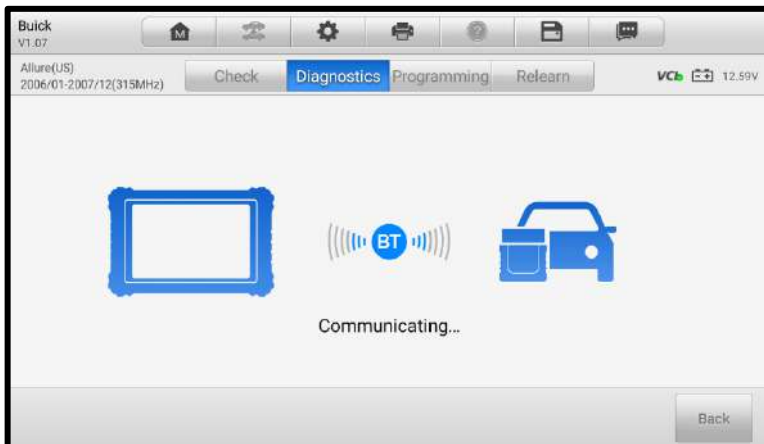 Buick
V1.07
M
Allure(US)
2006/01-2007/12(315MHz)
Check
Diagnostics
Programming
Relearn
VCb
12.59V
BT
Communicating...
Back